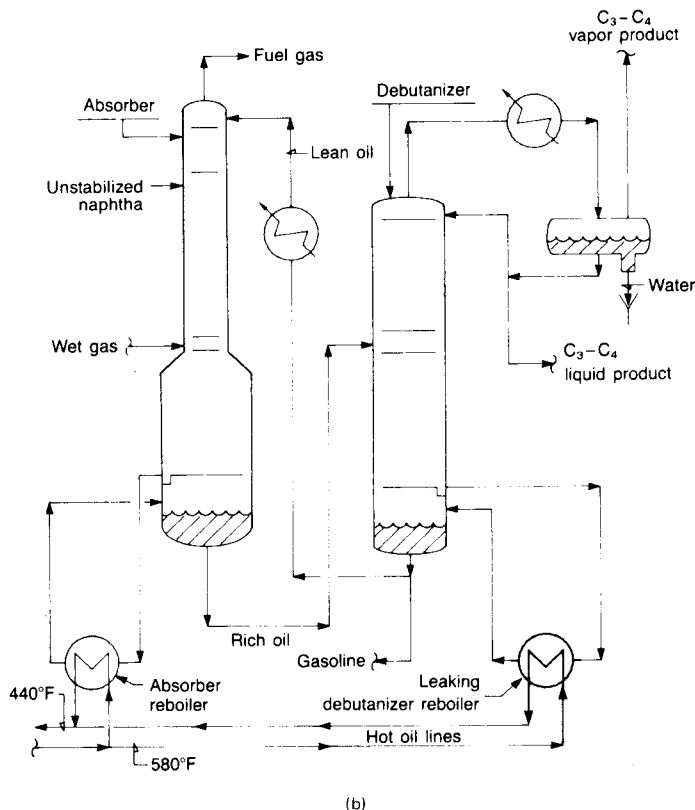 C₃–C₄
vapor product
Fuel gas
Absorber
Debutanizer
Lean oil
Unstabilized
naphtha
Water
Wet gas
C₃–C₄
liquid product
Rich oil
Gasoline
Leaking
debutanizer reboiler
Absorber
reboiler
440°F
Hot oil lines
580°F
(b)